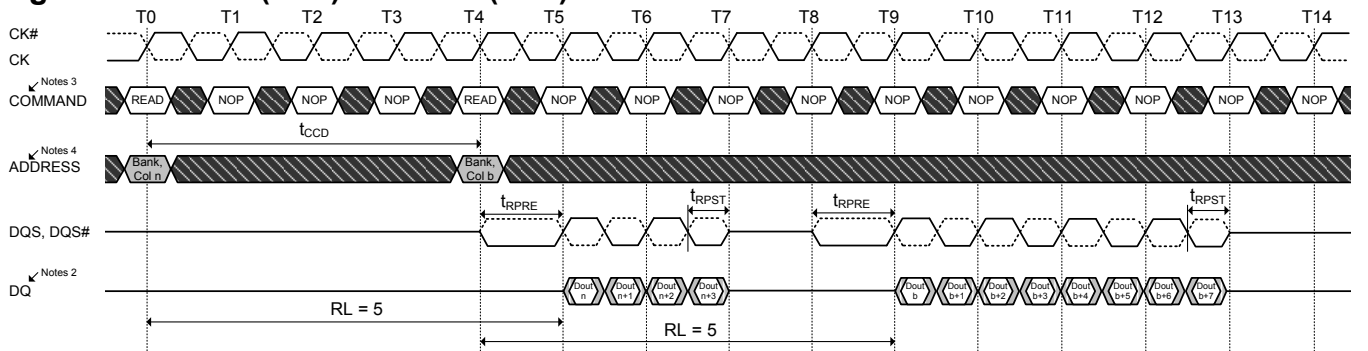 T0 T1 T2 T3 T4 T5 T6 T7 T8 T9 T10 T11 T12 T13 T14
CK#
CK
Notes 3
COMMAND READ NOP NOP NOP READ NOP NOP NOP NOP NOP NOP NOP NOP NOP NOP
tCCD
Notes 4
ADDRESS
Bank, Col n
Bank, Col b
tRPRE tRPST tRPRE tRPST
DQS, DQS#
Notes 2
DQ
Dout n
Dout n+1
Dout n+2
Dout n+3
Dout b
Dout b+1
Dout b+2
Dout b+3
Dout b+4
Dout b+5
Dout b+6
Dout b+7
RL = 5
RL = 5